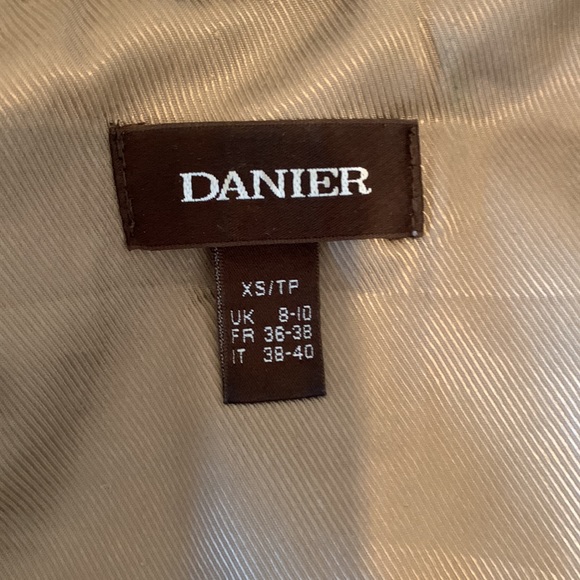 DANIER
XS/TP
UK 8-10
FR 36-38
IT 38-40